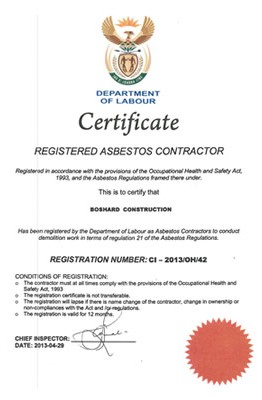 DEPARTMENT
OF LABOUR
Certificate
REGISTERED ASBESTOS CONTRACTOR
Registered in accordance with the provisions of the Occupational Health and Safety Act,
1993, and the Asbestos Regulations framed there under.
This is to certify that
BOSHARD CONSTRUCTION
Has been registered by the Department of Labour as Asbestos Contractors to conduct
demolition work in terms of regulation 21 of the Asbestos Regulations.
REGISTRATION NUMBER: CI – 2013/OH/42
CONDITIONS OF REGISTRATION:
o The contractor must at all times comply with the provisions of the Occupational Health and
Safety Act, 1993
o The registration certificate is not transferable.
o The registration will lapse if there is name change of the contractor, change in ownership or
non-compliances with the Act and /or regulations.
o The registration is valid for 12 months.
CHIEF INSPECTOR:
DATE: 2013-04-29